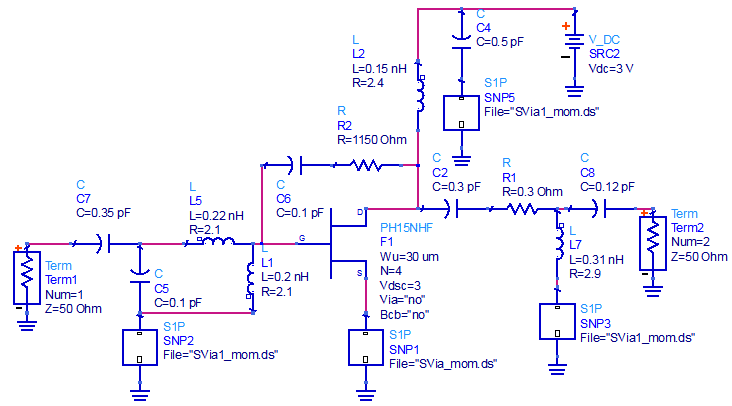 C
C4
C=0.5 pF
V_DC
SRC2
Vdc=3 V
L
L2
L=0.15 nH
R=2.4
S1P
SNP5
File="SVia1_mom.ds"
R
R2
R=1150 Ohm
C
C6
C=0.1 pF
C
C2
C=0.3 pF
R
R1
R=0.3 Ohm
C
C8
C=0.12 pF
C
C7
C=0.35 pF
L
L5
L=0.22 nH
R=2.1
G
D
S
PH15NHF
F1
Wu=30 um
N=4
Vdsc=3
Via="no"
Bcb="no"
L
L7
L=0.31 nH
R=2.9
Term
Term2
Num=2
Z=50 Ohm
Term
Term1
Num=1
Z=50 Ohm
C
C5
C=0.1 pF
L
L1
L=0.2 nH
R=2.1
S1P
SNP2
File="SVia1_mom.ds"
S1P
SNP1
File="SVia_mom.ds"
S1P
SNP3
File="SVia1_mom.ds"